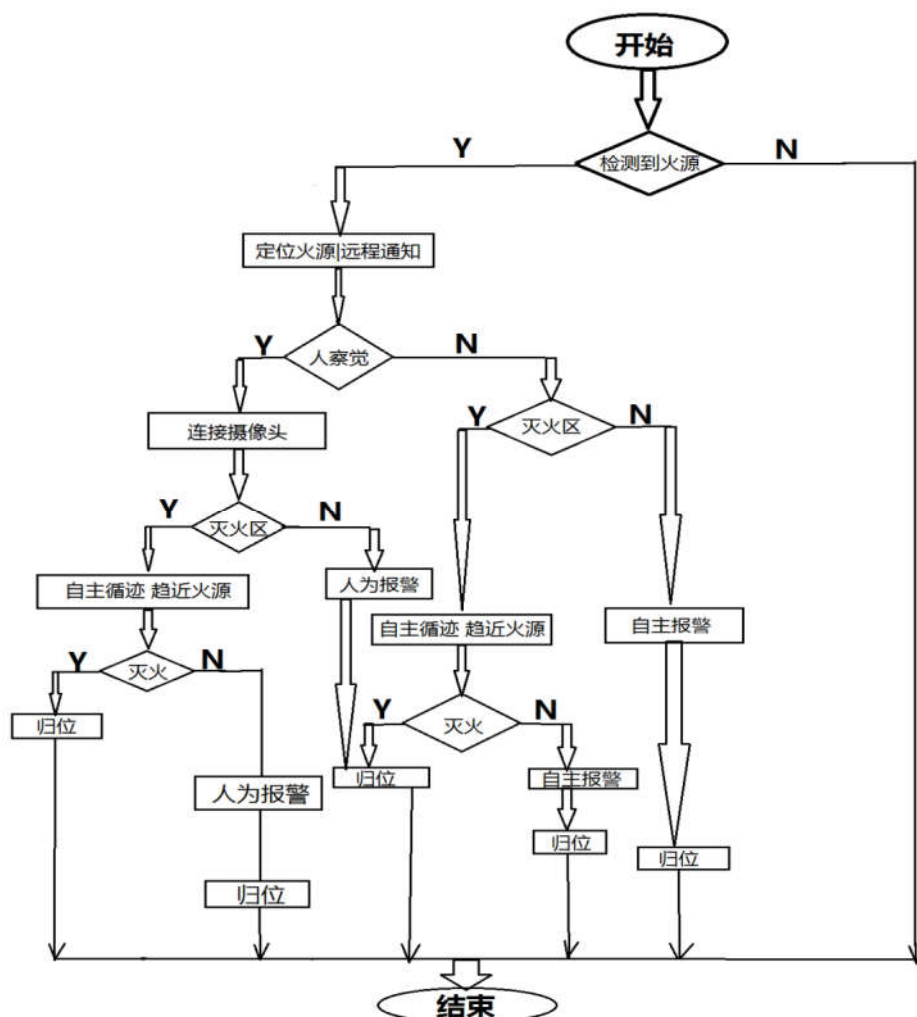 开始
Y
检测到火源
N
定位火源|远程通知
Y
人察觉
N
连接摄像头
Y
灭火区
N
Y
灭火区
N
自主循迹 趋近火源
人为报警
自主循迹 趋近火源
自主报警
Y
灭火
N
归位
Y
灭火
N
人为报警
归位
自主报警
归位
归位
归位
结束